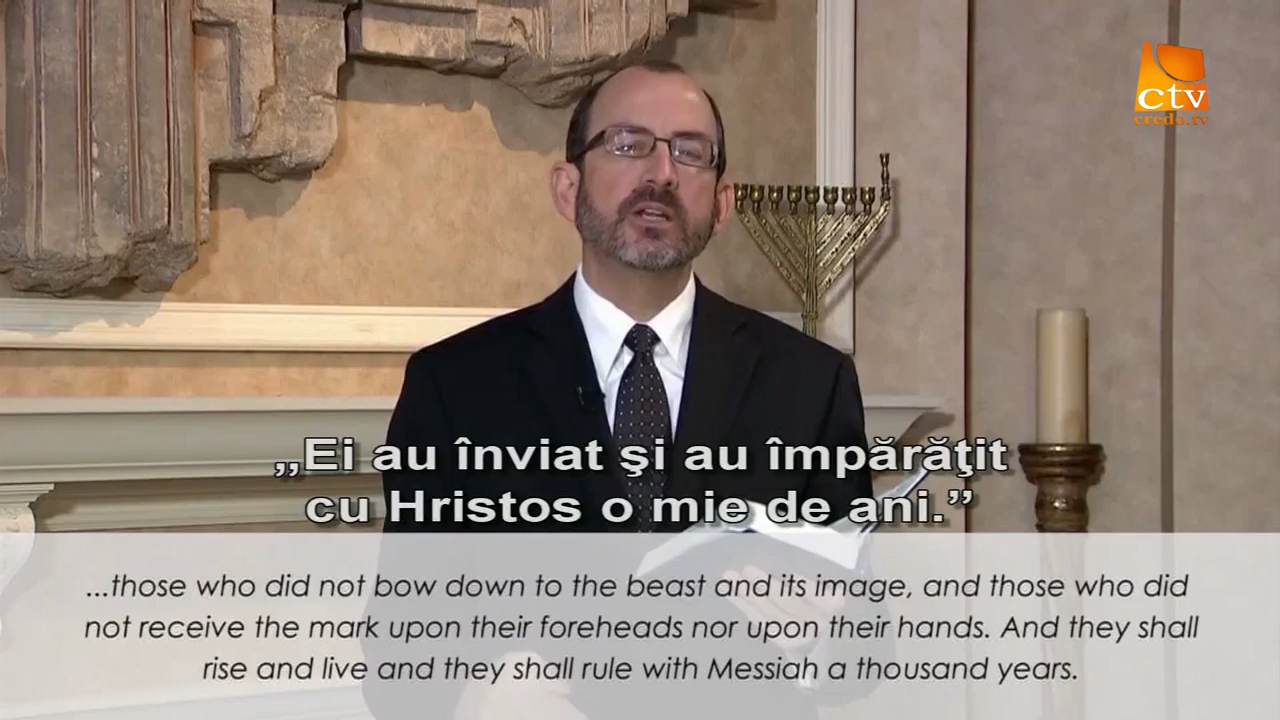 ctv
credo.tv
„Ei au înviat şi au împărăţit
cu Hristos o mie de ani.”
...those who did not bow down to the beast and its image, and those who did
not receive the mark upon their foreheads nor upon their hands. And they shall
rise and live and they shall rule with Messiah a thousand years.